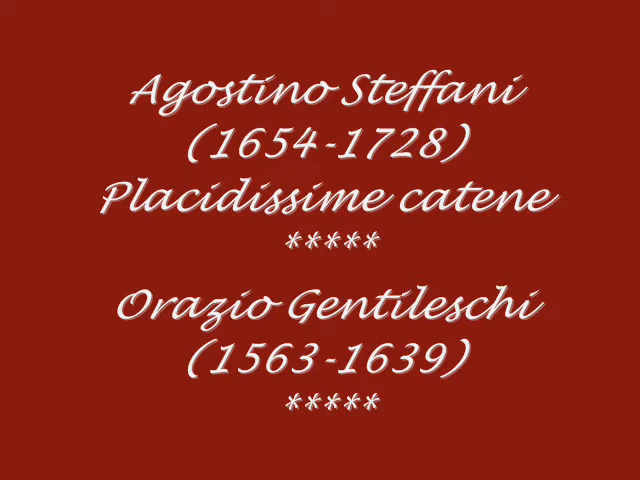 Agostino Steffani
(1654-1728)
Placidissime catene
*****
Orazio Gentileschi
(1563-1639)
*****